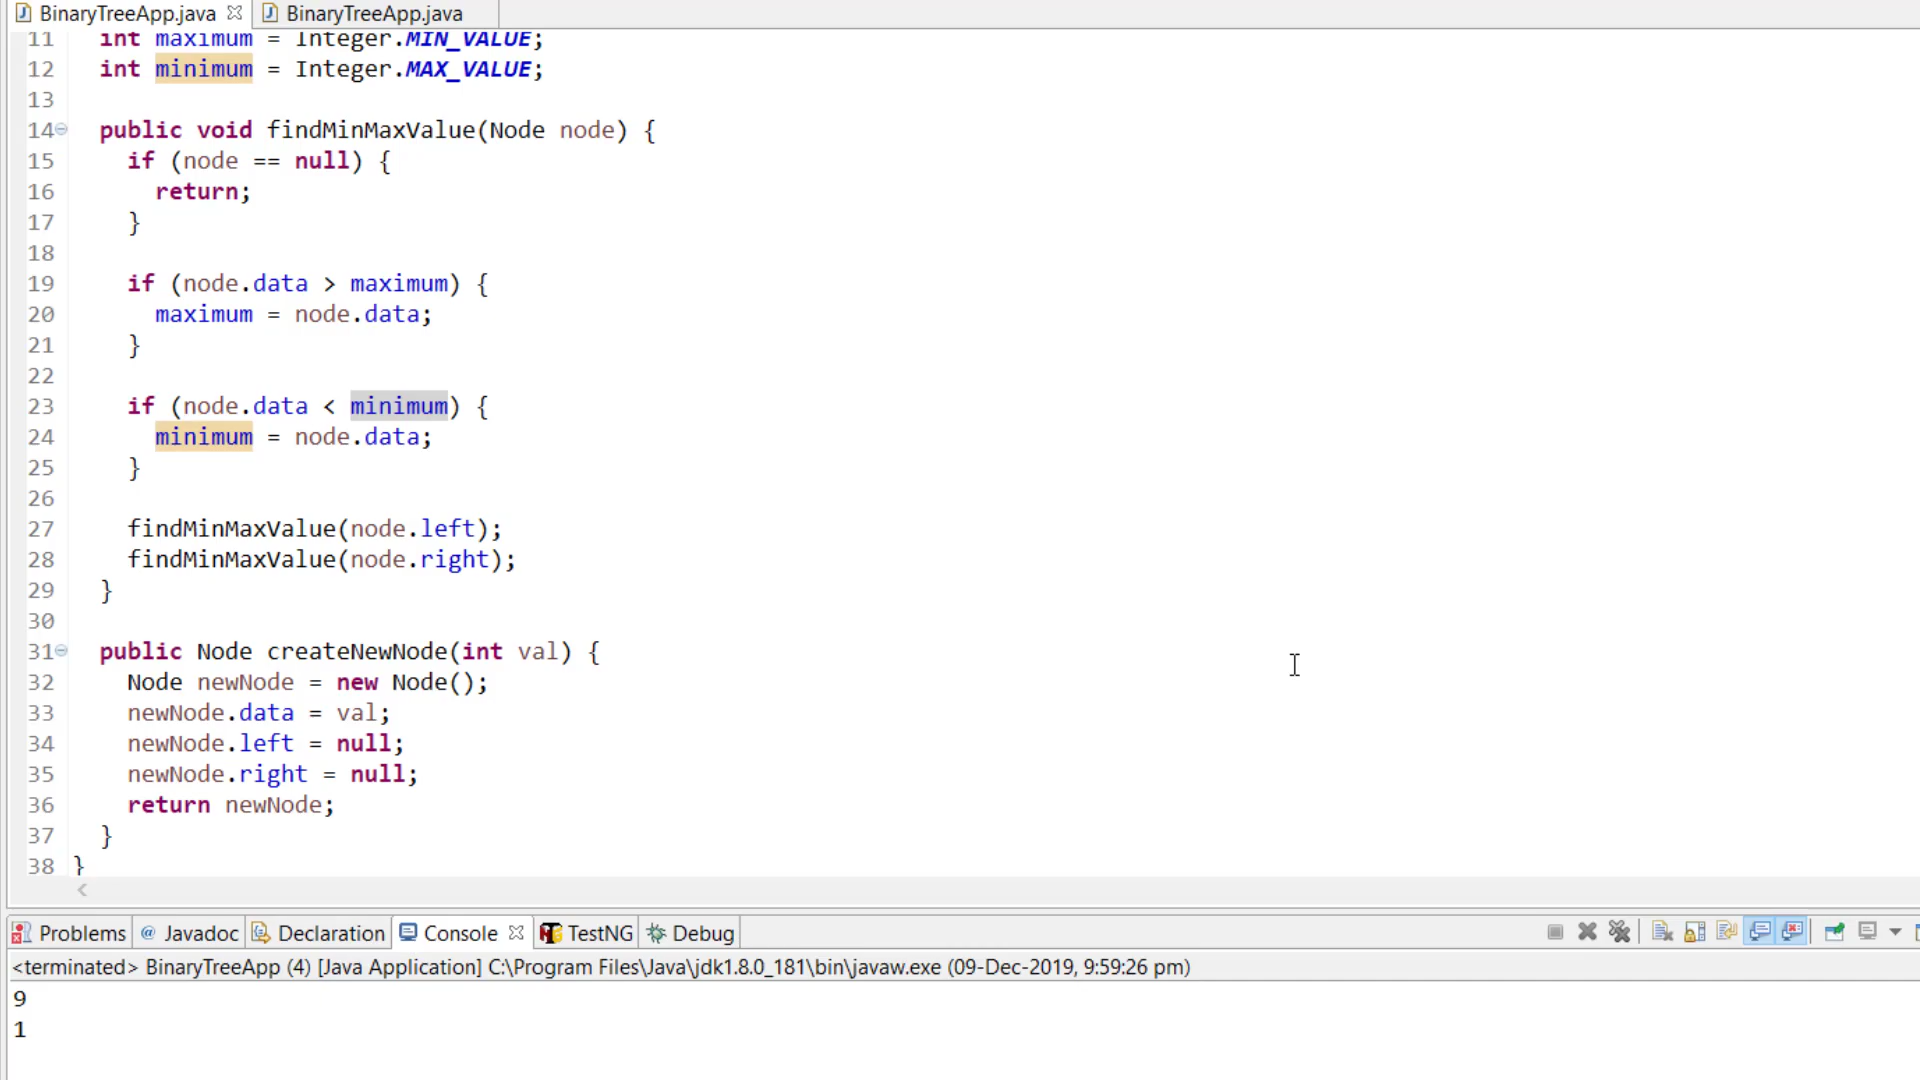 BinaryTreeApp.java BinaryTreeApp.java
11 int maximum = Integer.MIN_VALUE;
12 int minimum = Integer.MAX_VALUE;
13
14 public void findMinMaxValue(Node node) {
15 if (node == null) {
16 return;
17 }
18
19 if (node.data > maximum) {
20 maximum = node.data;
21 }
22
23 if (node.data < minimum) {
24 minimum = node.data;
25 }
26
27 findMinMaxValue(node.left);
28 findMinMaxValue(node.right);
29 }
30
31 public Node createNewNode(int val) {
32 Node newNode = new Node();
33 newNode.data = val;
34 newNode.left = null;
35 newNode.right = null;
36 return newNode;
37 }
38 }
Problems @ Javadoc Declaration Console TestNG Debug
<terminated> BinaryTreeApp (4) [Java Application] C:\Program Files\Java\jdk1.8.0_181\bin\javaw.exe (09-Dec-2019, 9:59:26 pm)
9
1